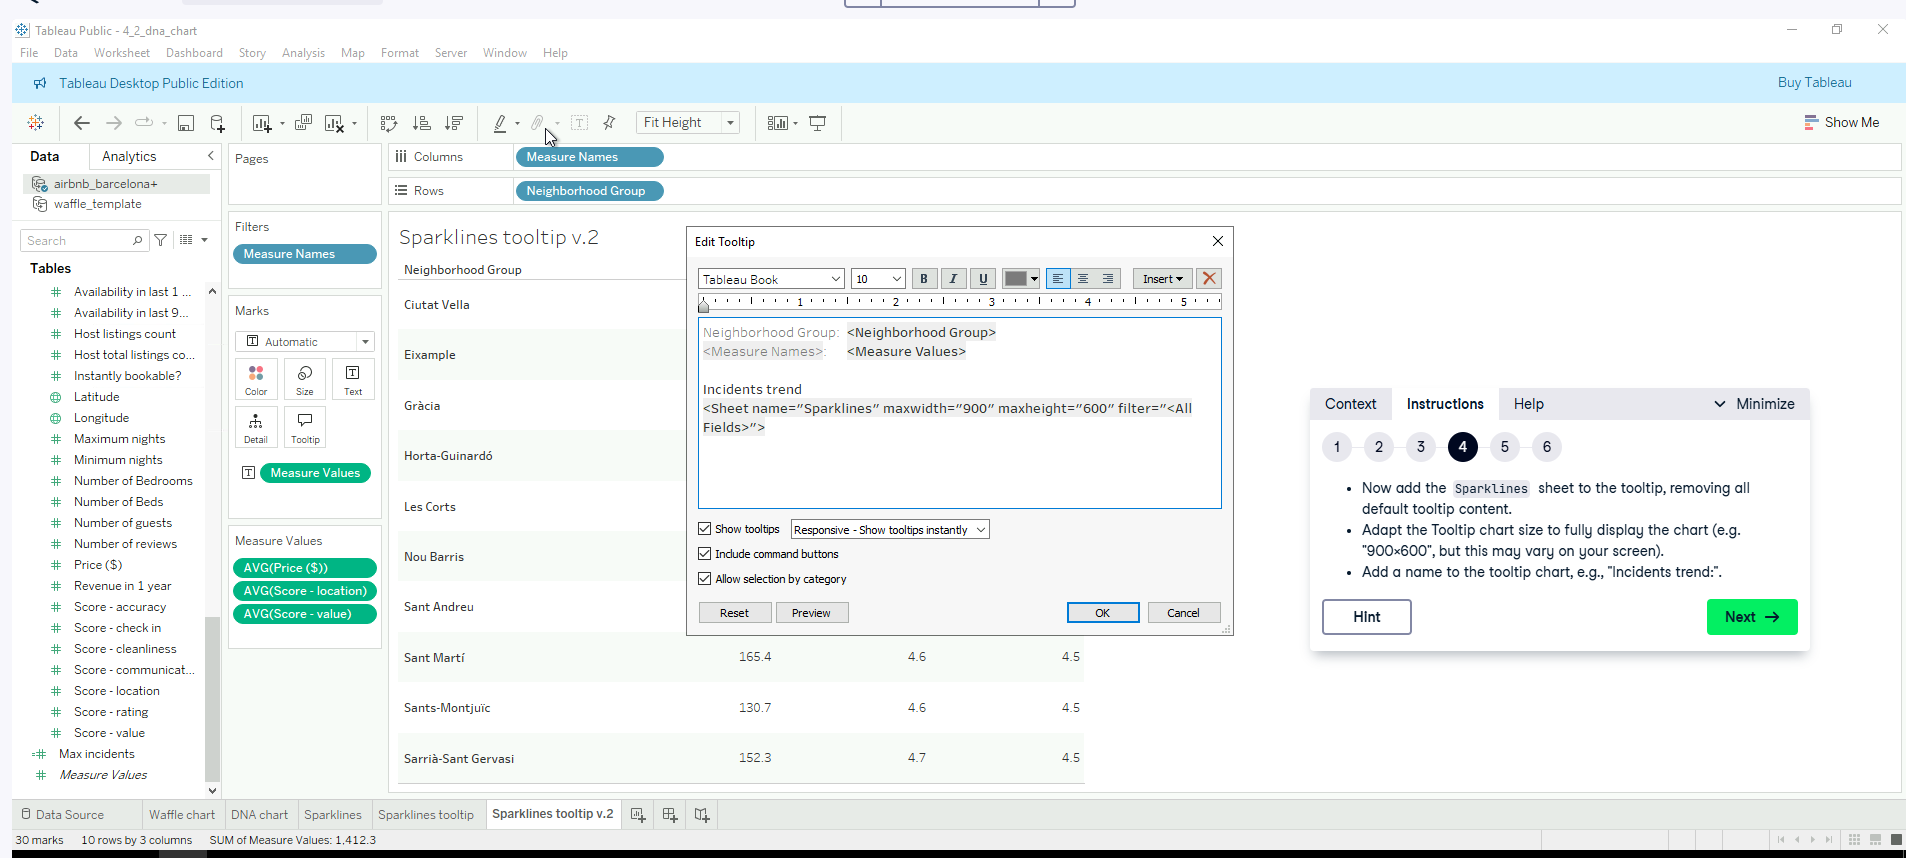 Tableau Public - 4_2_dna_chart
File Data Worksheet Dashboard Story Analysis Map Format Server Window Help
Tableau Desktop Public Edition
Buy Tableau
Fit Height
Show Me
Data Analytics
airbnb_barcelona+
waffle_template
Search
Tables
Availability in last 1 ...
Availability in last 9...
Host listings count
Host total listings co...
Instantly bookable?
Latitude
Longitude
Maximum nights
Minimum nights
Number of Bedrooms
Number of Beds
Number of guests
Number of reviews
Price ($)
Revenue in 1 year
Score - accuracy
Score - check in
Score - cleanliness
Score - communicat...
Score - location
Score - rating
Score - value
Max incidents
Measure Values
Pages
Filters
Measure Names
Marks
Automatic
Color Size Text
Detail Tooltip
Measure Values
Measure Values
AVG(Price ($))
AVG(Score - location)
AVG(Score - value)
Columns Measure Names
Rows Neighborhood Group
Sparklines tooltip v.2
Neighborhood Group
Ciutat Vella
Eixample
Gràcia
Horta-Guinardó
Les Corts
Nou Barris
Sant Andreu
Sant Martí 165.4 4.6 4.5
Sants-Montjuïc 130.7 4.6 4.5
Sarrià-Sant Gervasi 152.3 4.7 4.5
Edit Tooltip
Tableau Book 10 B I U Insert
1 2 3 4 5
Neighborhood Group: <Neighborhood Group>
<Measure Names>: <Measure Values>
Incidents trend
<Sheet name="Sparklines" maxwidth="900" maxheight="600" filter="<All
Fields>">
Show tooltips Responsive - Show tooltips instantly
Include command buttons
Allow selection by category
Reset Preview OK Cancel
Context Instructions Help Minimize
1 2 3 4 5 6
• Now add the Sparklines sheet to the tooltip, removing all
default tooltip content.
• Adapt the Tooltip chart size to fully display the chart (e.g.
"900×600", but this may vary on your screen).
• Add a name to the tooltip chart, e.g., "Incidents trend:".
Hint Next →
Data Source Waffle chart DNA chart Sparklines Sparklines tooltip Sparklines tooltip v.2
30 marks 10 rows by 3 columns SUM of Measure Values: 1,412.3